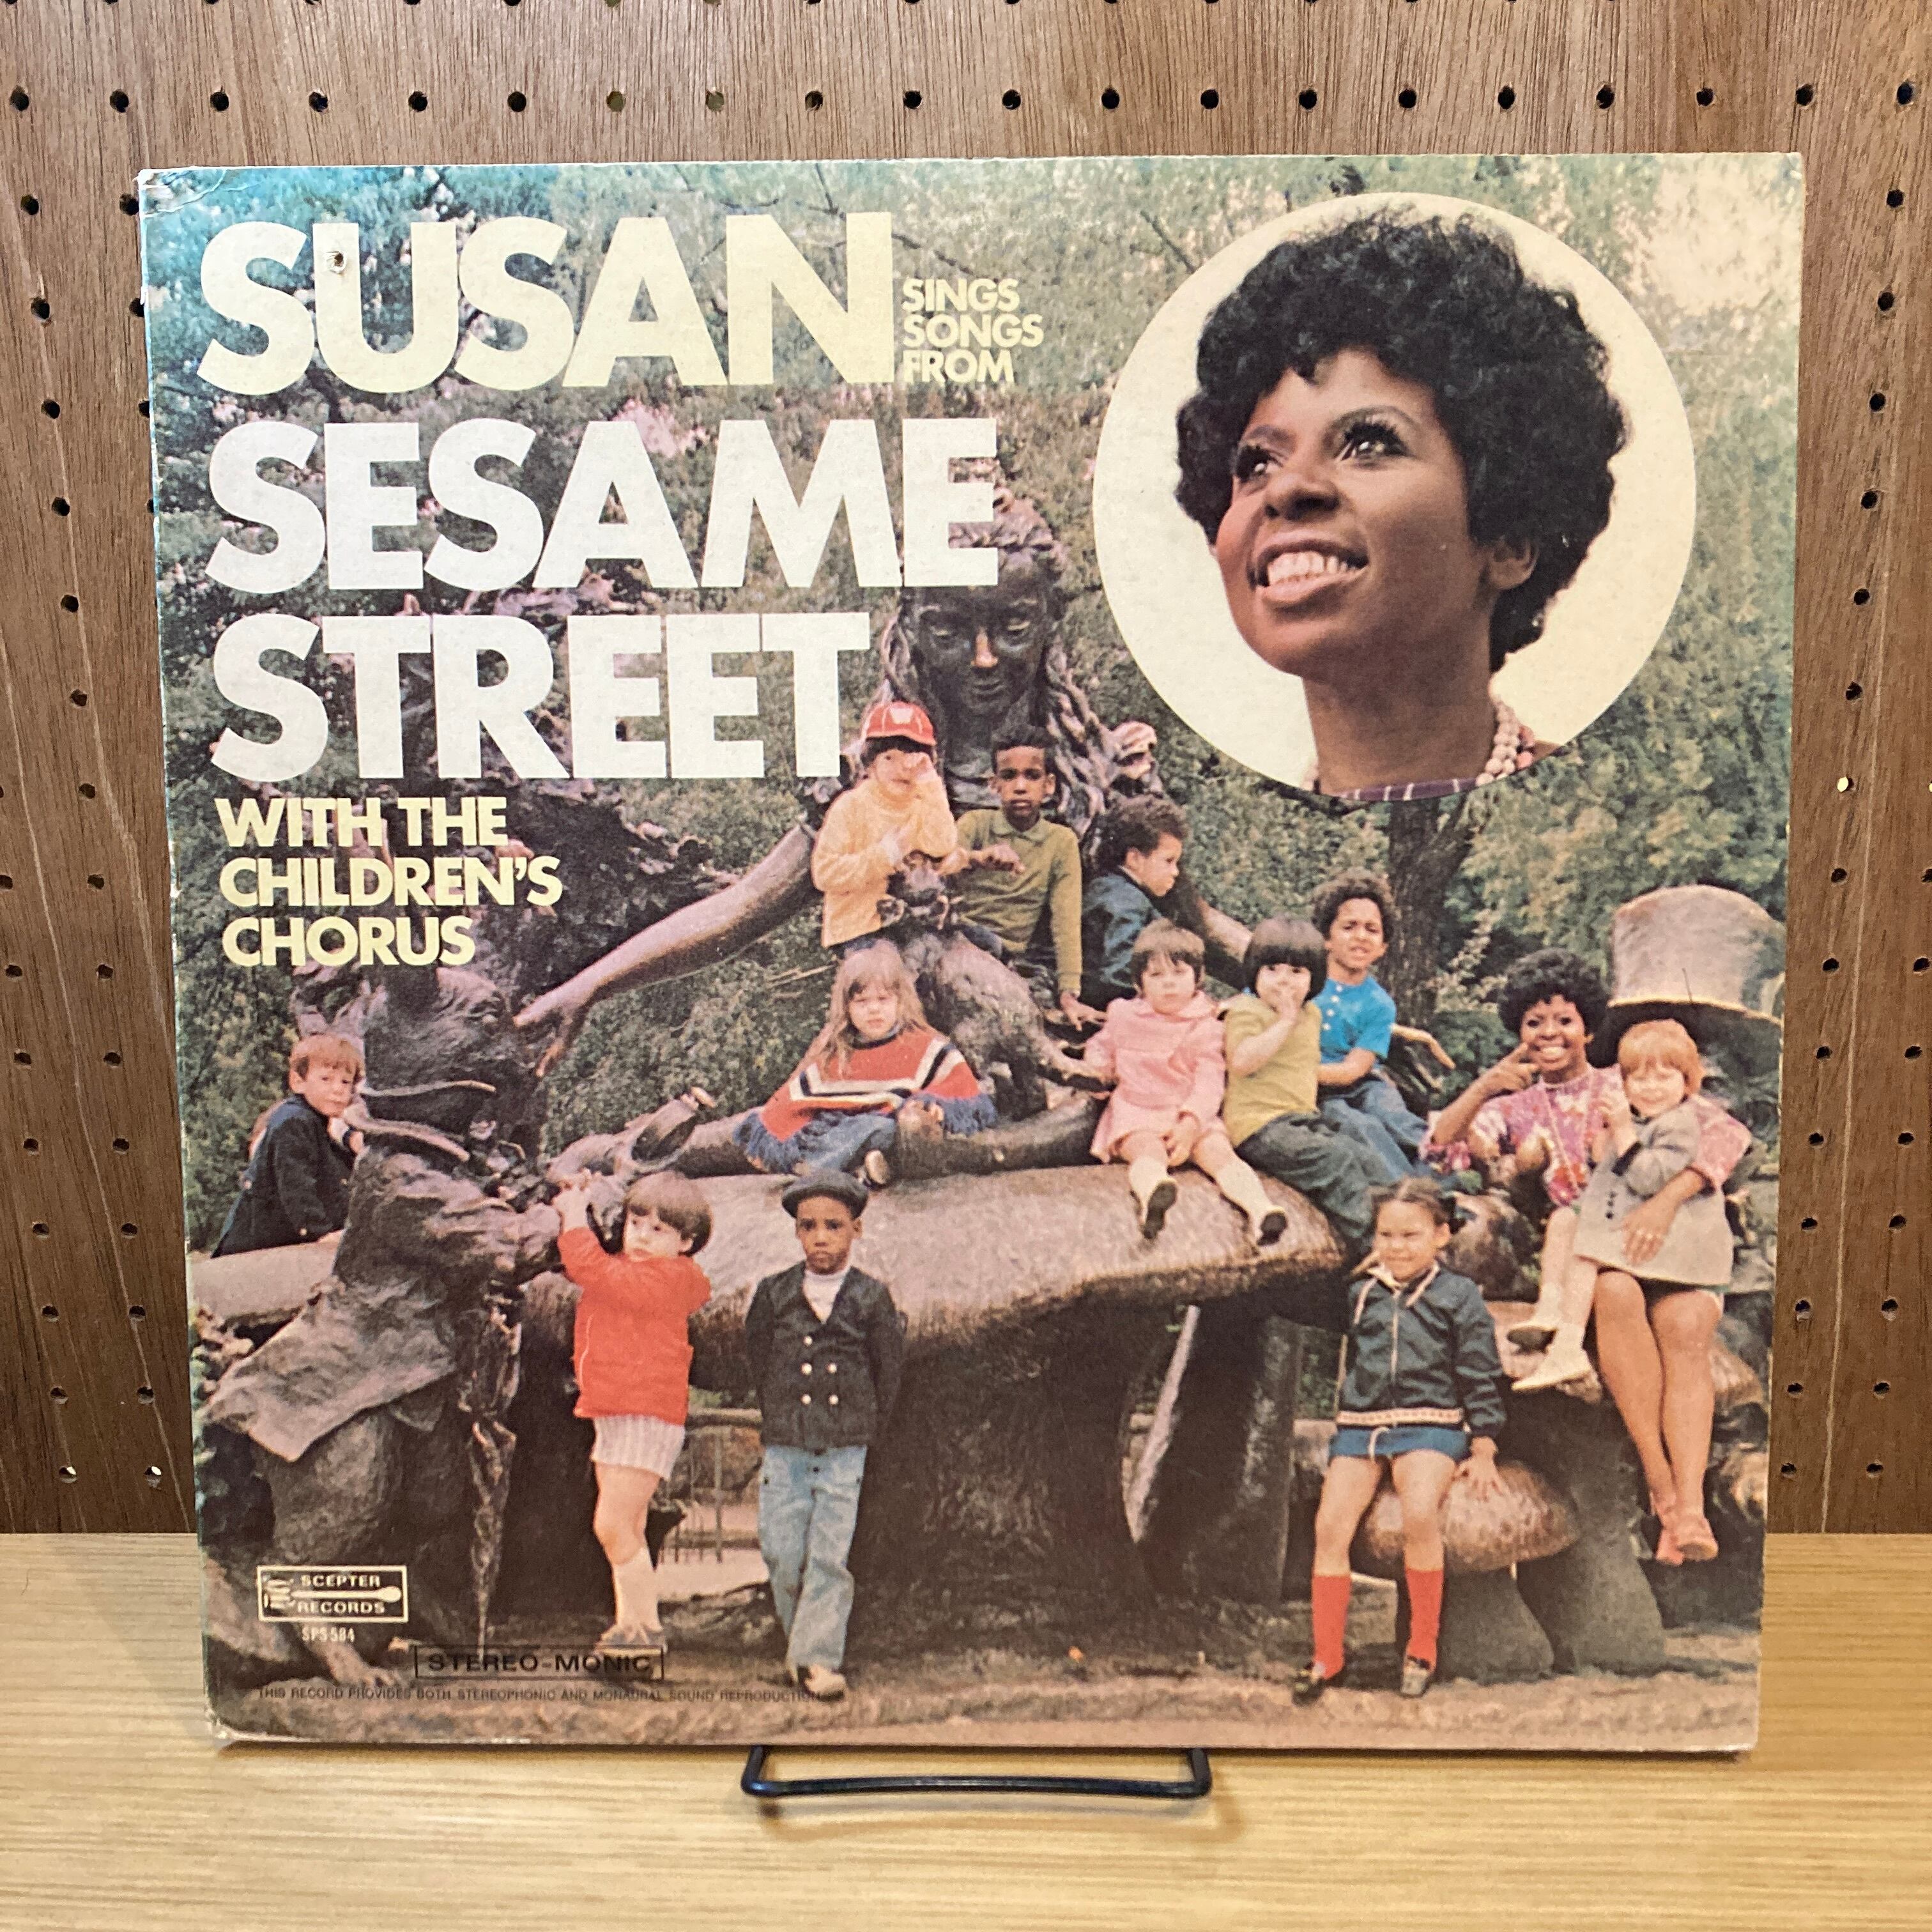 SUSAN
SINGS
SONGS
FROM
SESAME
STREET
WITH THE
CHILDREN'S
CHORUS
SCEPTER
RECORDS
SPS 584
STEREO-MONIC
THIS RECORD PROVIDES BOTH STEREOPHONIC AND MONAURAL SOUND REPRODUCTION